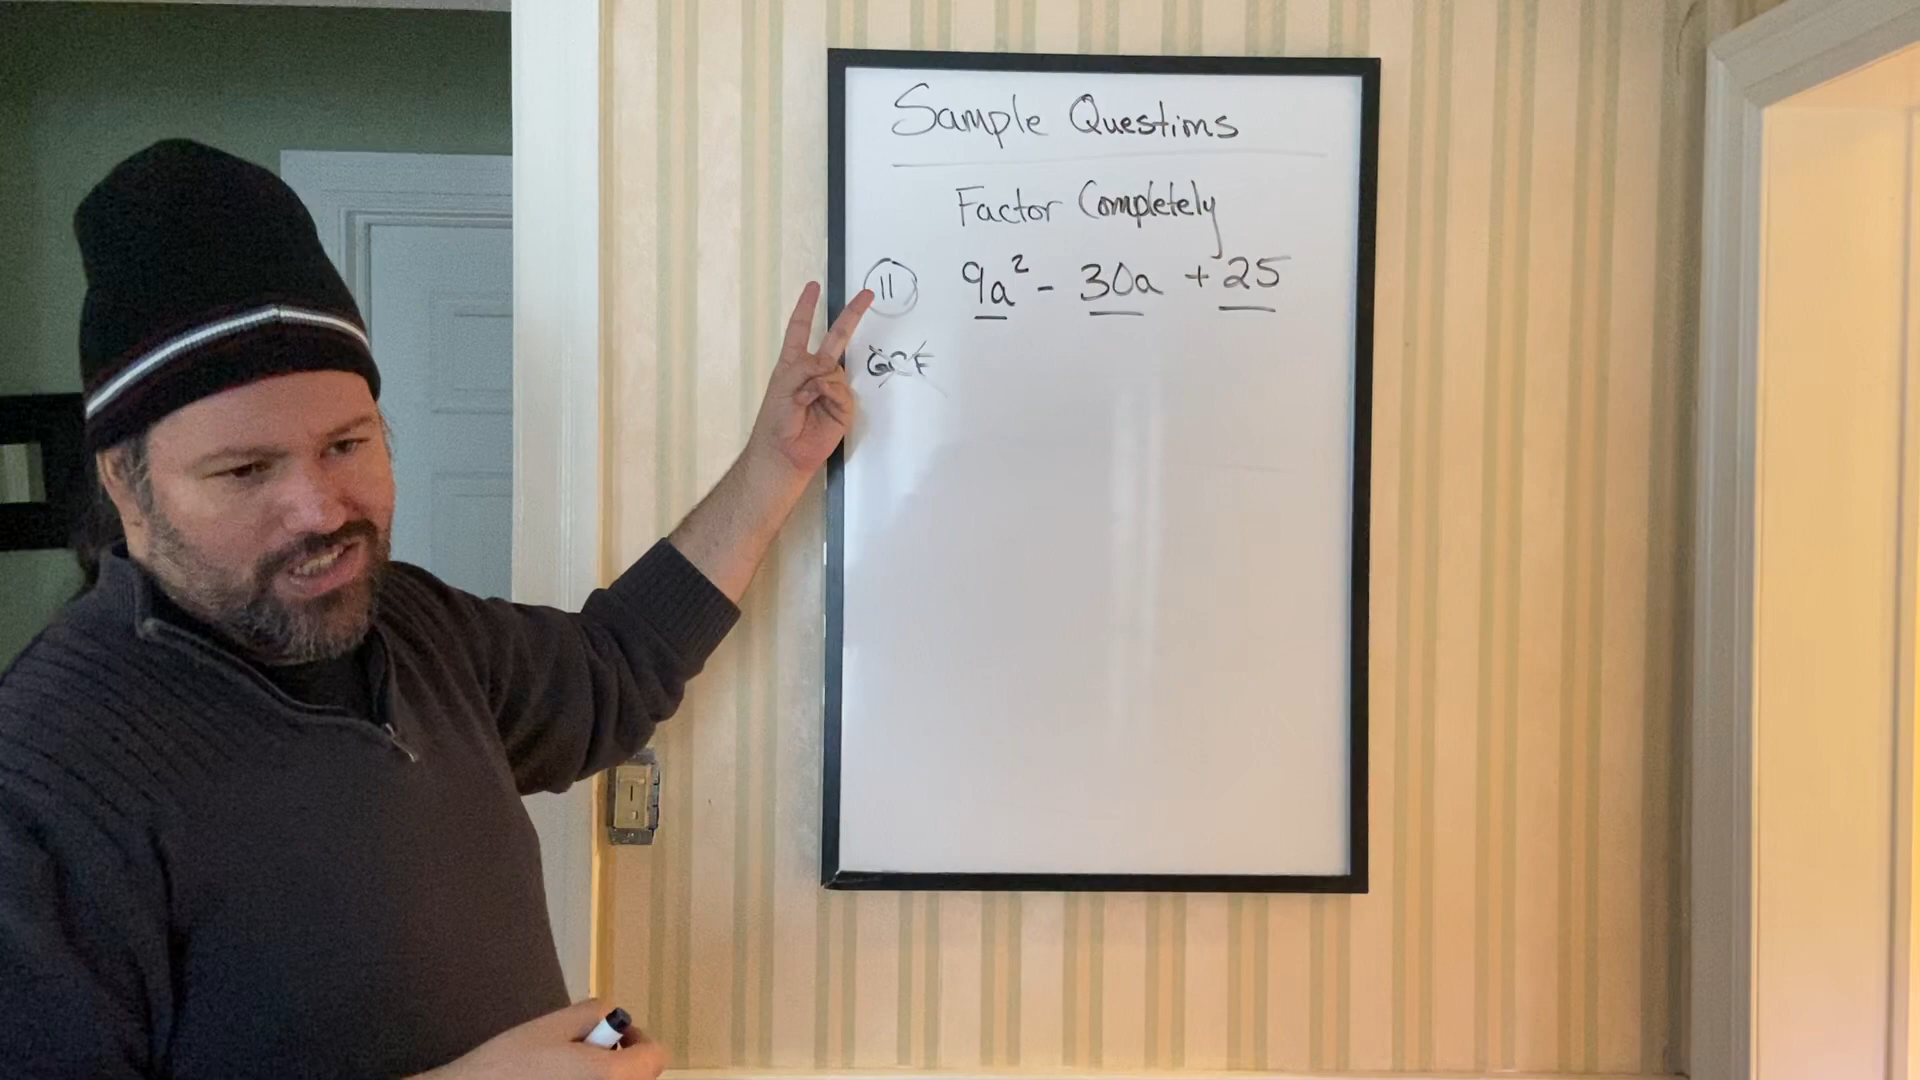 Sample Questions
Factor Completely
11 9a² - 30a + 25
GCF